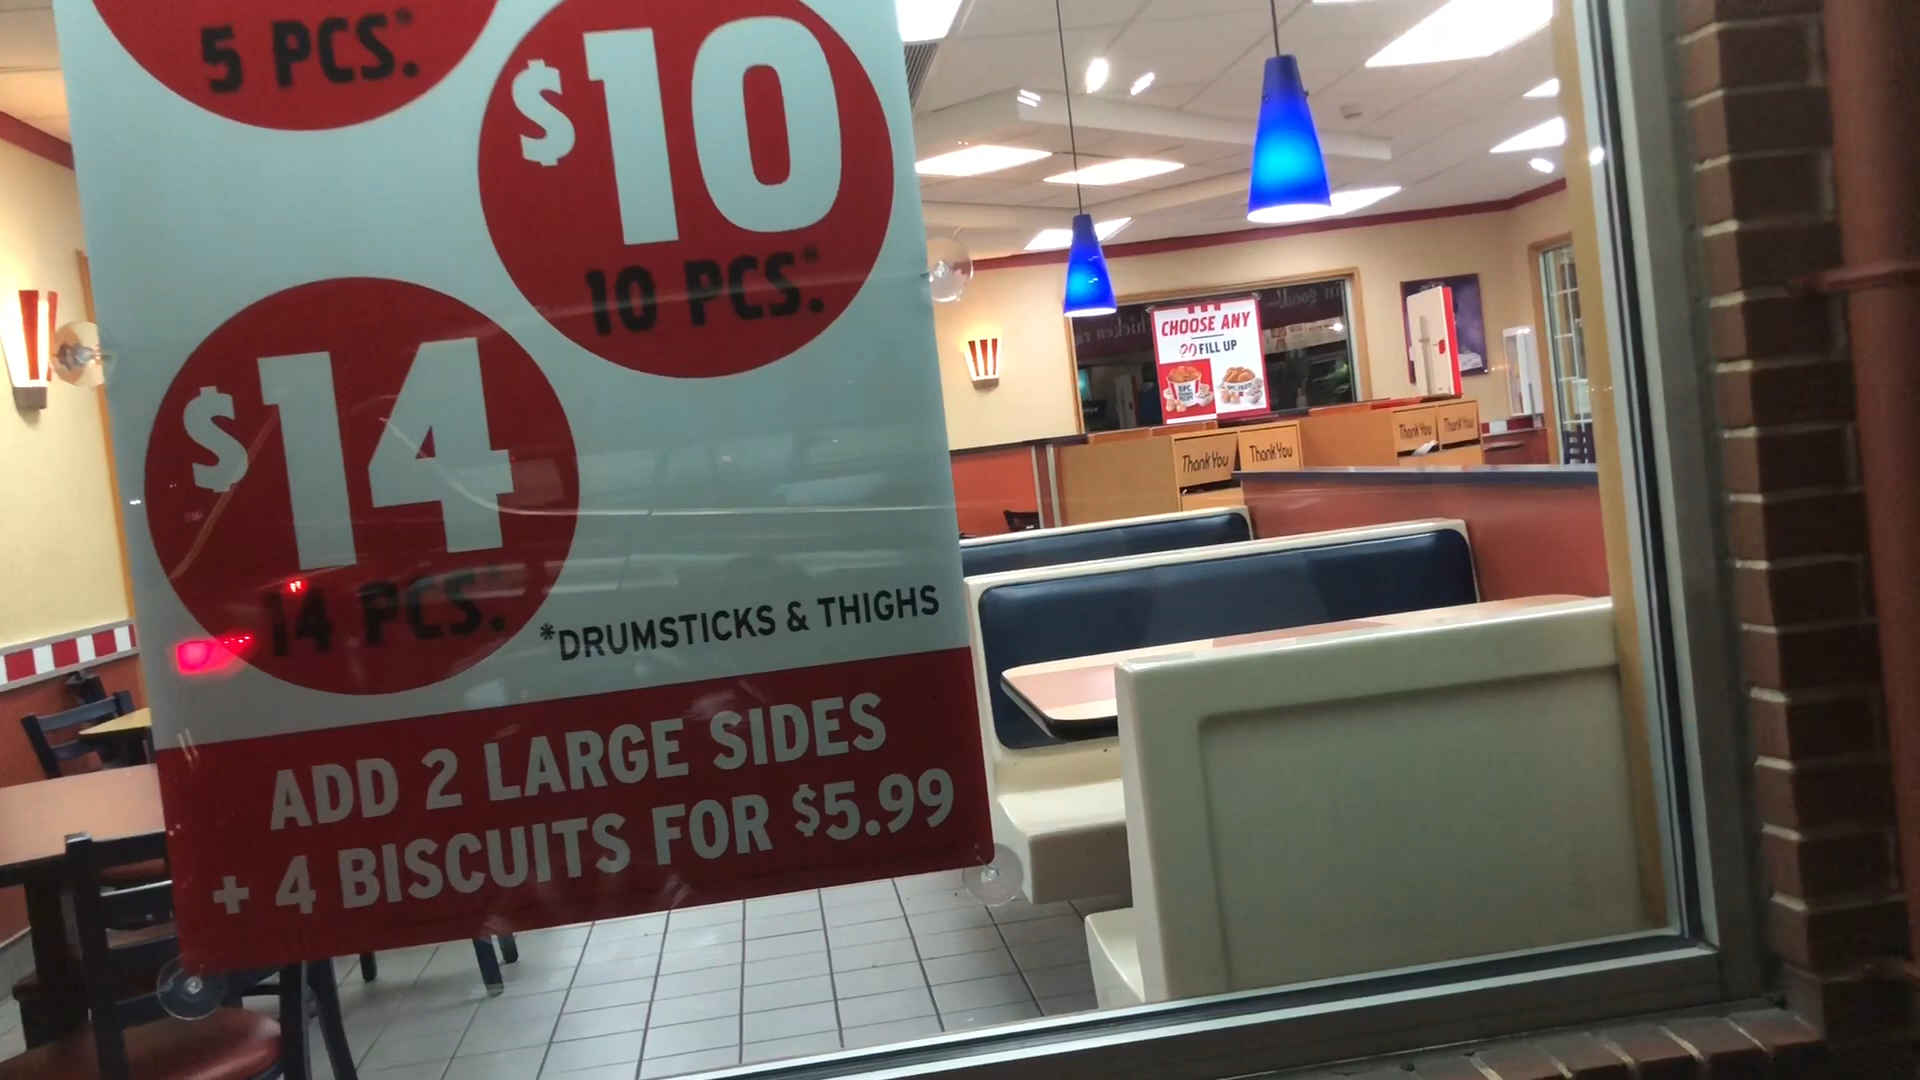 5 PCS.*
$10
10 PCS.*
$14
14 PCS.*
*DRUMSTICKS & THIGHS
ADD 2 LARGE SIDES
+ 4 BISCUITS FOR $5.99
CHOOSE ANY
FILL UP
Thank You
Thank You
Thank You
Thank You